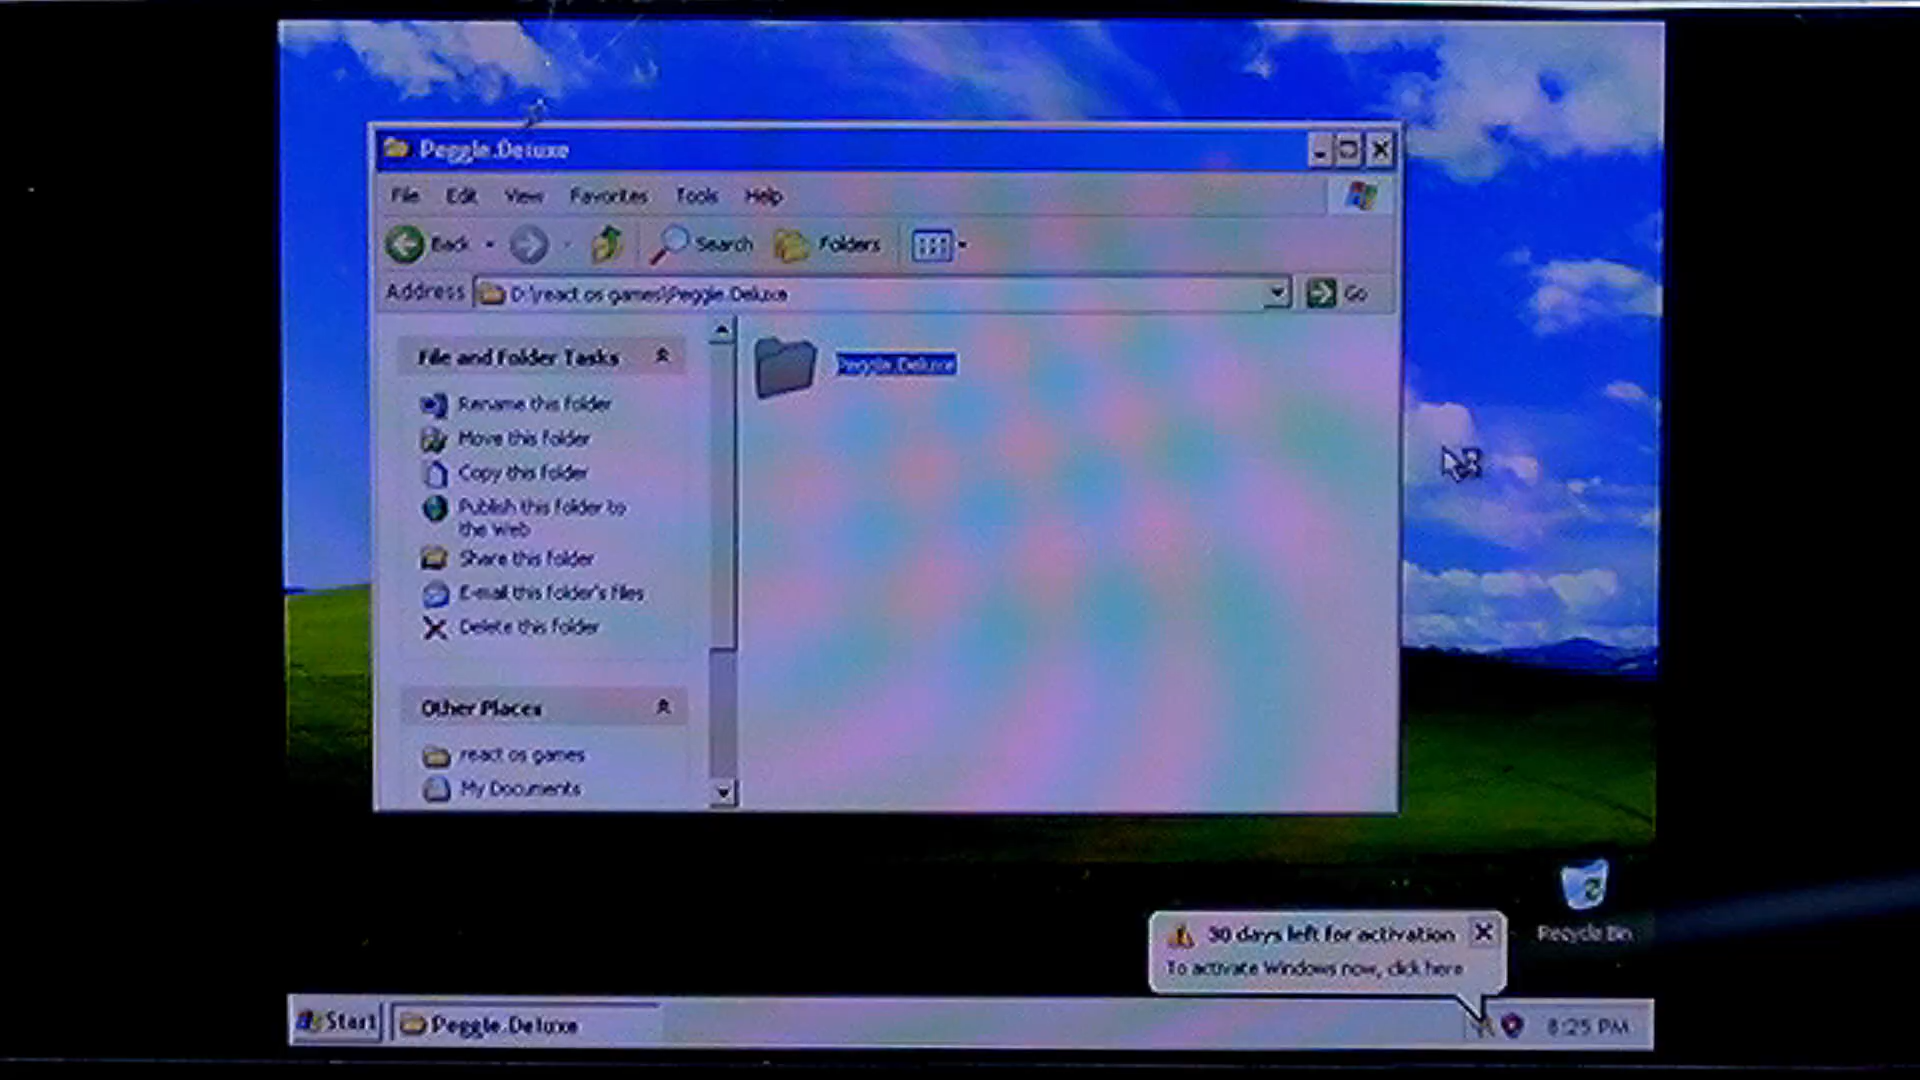 Peggle.Deluxe
File Edit View Favorites Tools Help
Back Search Folders
Address D:\react os games\Peggle.Deluxe Go
File and Folder Tasks
Peggle.Deluxe
Rename this folder
Move this folder
Copy this folder
Publish this folder to
the Web
Share this folder
E-mail this folder's files
Delete this folder
Other Places
react os games
My Documents
Recycle Bin
30 days left for activation
To activate Windows now, click here
Start Peggle.Deluxe 8:25 PM